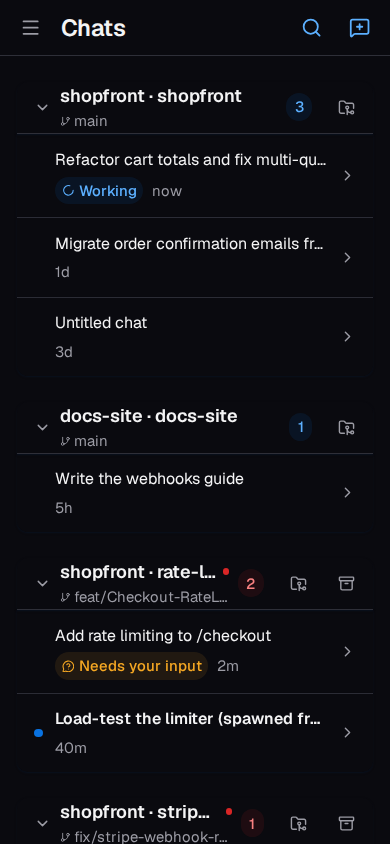 Chats
shopfront · shopfront
3
main
Refactor cart totals and fix multi-qu...
Working now
Migrate order confirmation emails fr...
1d
Untitled chat
3d
docs-site · docs-site
1
main
Write the webhooks guide
5h
shopfront · rate-l...
2
feat/Checkout-RateL...
Add rate limiting to /checkout
Needs your input 2m
Load-test the limiter (spawned fr...
40m
shopfront · strip...
1
fix/stripe-webhook-r...